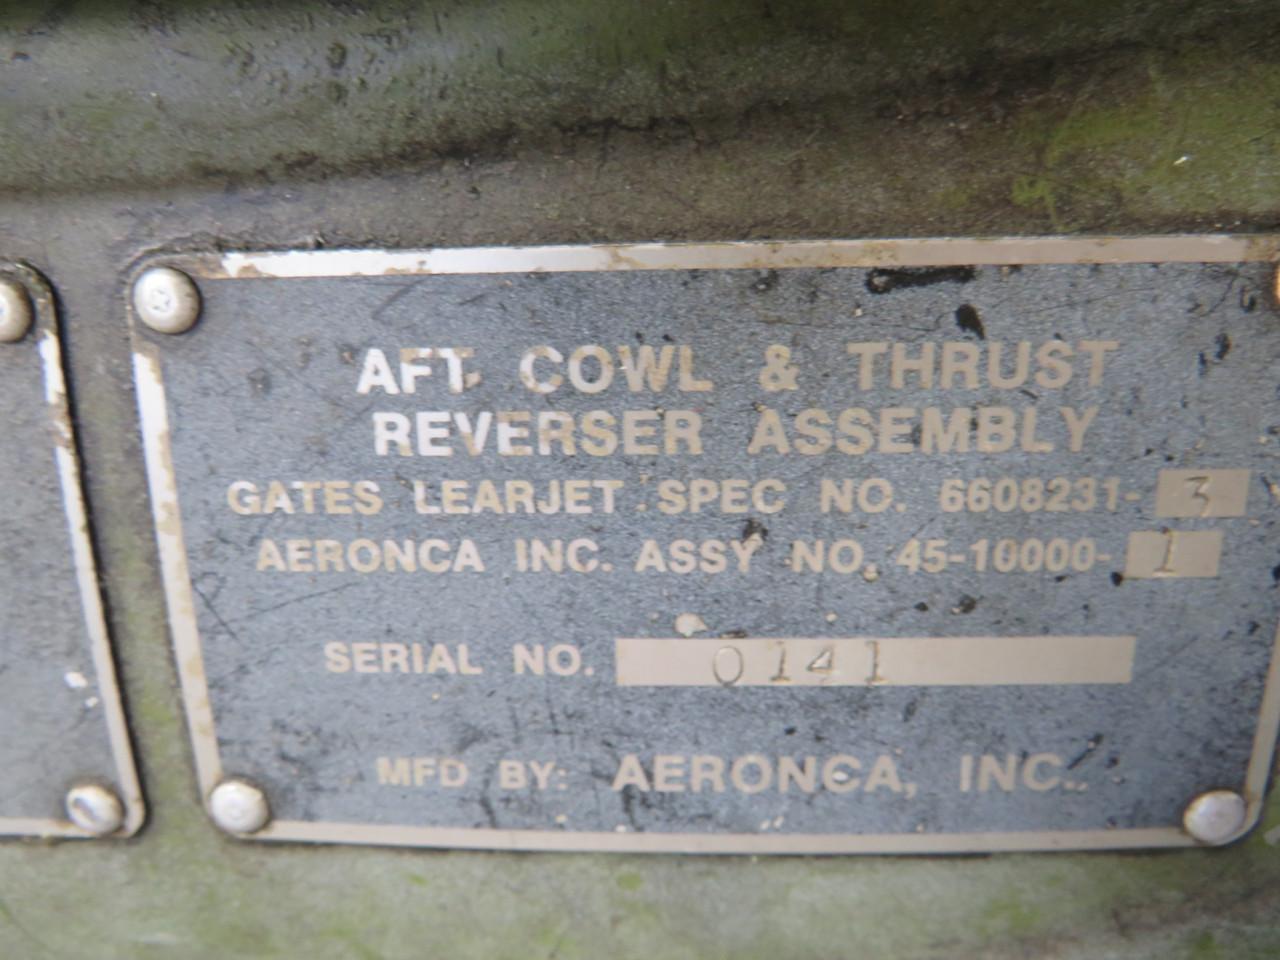 AFT COWL & THRUST
REVERSER ASSEMBLY
GATES LEARJET SPEC NO. 6608231-3
AERONCA INC. ASSY NO. 45-10000-1
SERIAL NO. 0141
MFD BY: AERONCA, INC.